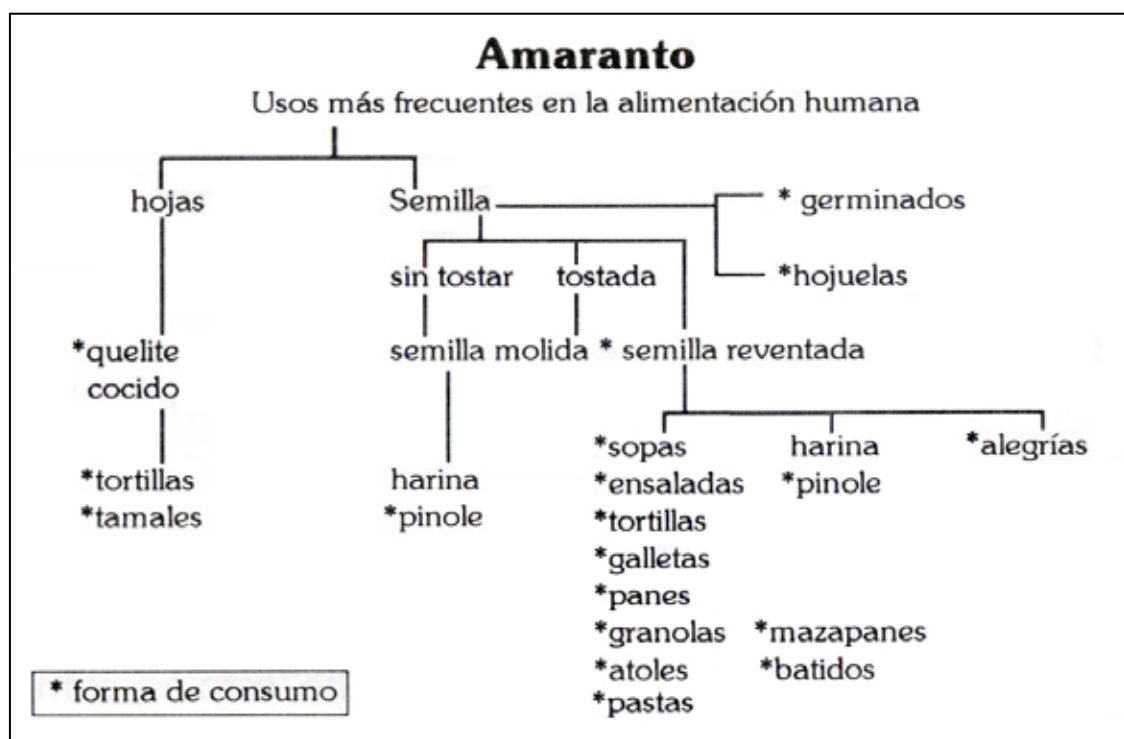 Amaranto
Usos más frecuentes en la alimentación humana
hojas
Semilla
* germinados
*hojuelas
sin tostar
tostada
*quelite
cocido
semilla molida
* semilla reventada
*tortillas
*tamales
harina
*pinole
*sopas
*ensaladas
*tortillas
*galletas
*panes
*granolas
*atoles
*pastas
harina
*pinole
*mazapanes
*batidos
*alegrías
* forma de consumo